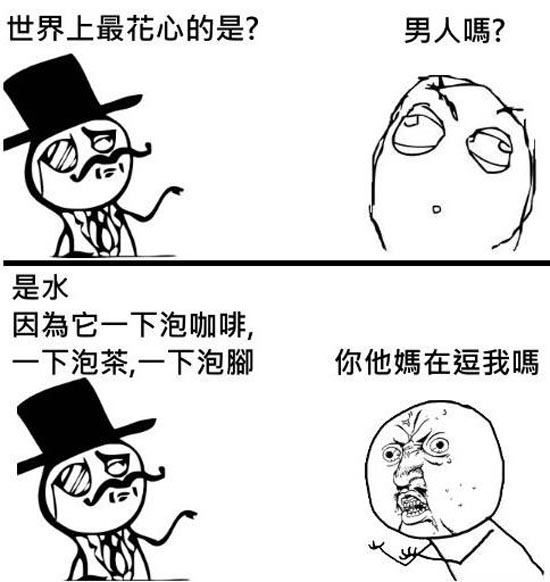 世界上最花心的是?
男人嗎?
是水
因為它一下泡咖啡,
一下泡茶,一下泡腳
你他媽在逗我嗎